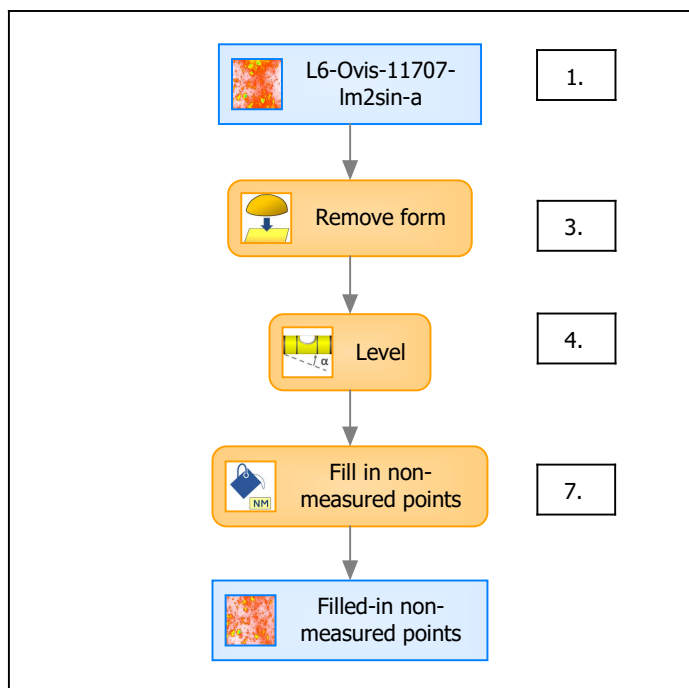 L6-Ovis-11707-
lm2sin-a
1.
Remove form
3.
α
Level
4.
Fill in non-
measured points
NM
7.
Filled-in non-
measured points